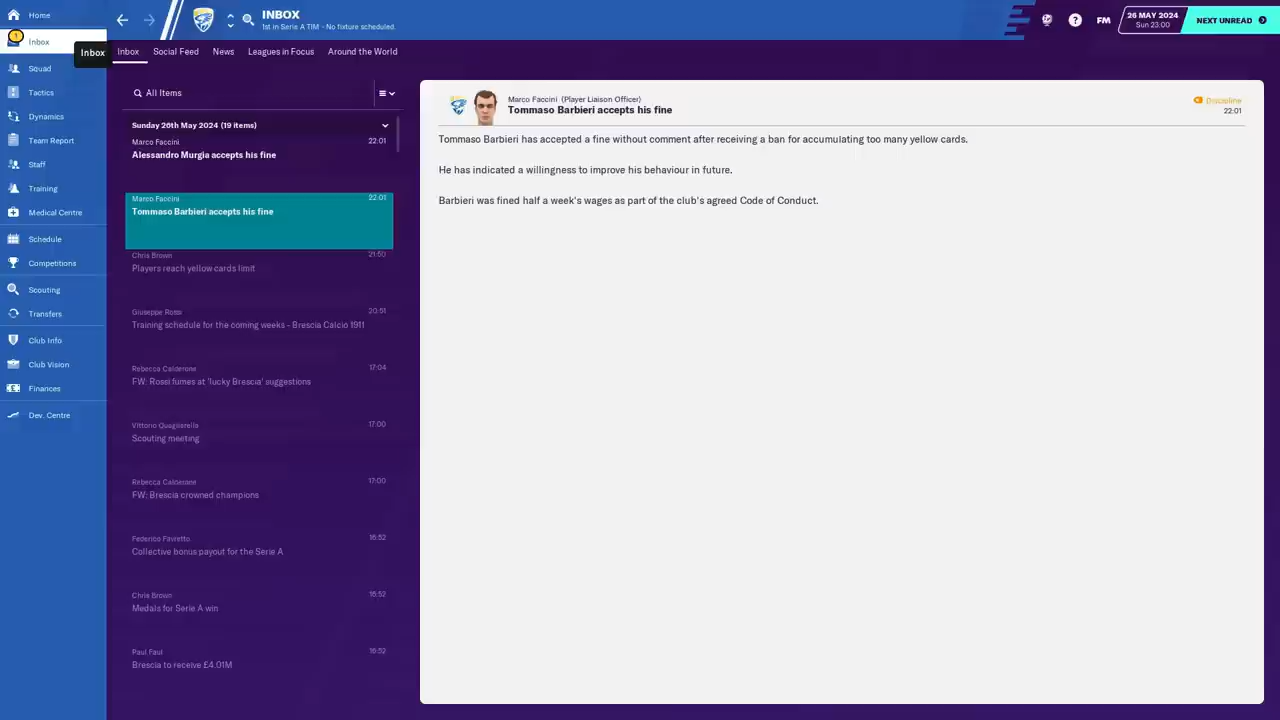 Home
Inbox
1
Inbox
Squad
Tactics
Dynamics
Team Report
Staff
Training
Medical Centre
Schedule
Competitions
Scouting
Transfers
Club Info
Club Vision
Finances
Dev. Centre
INBOX
1st in Serie A TIM - No fixture scheduled.
?
FM
26 MAY 2024
Sun 23:00
NEXT UNREAD
Inbox Social Feed News Leagues in Focus Around the World
All Items
Sunday 26th May 2024 (19 items)
Marco Faccini 22:01
Alessandro Murgia accepts his fine
Marco Faccini 22:01
Tommaso Barbieri accepts his fine
Chris Brown 21:50
Players reach yellow cards limit
Giuseppe Rossi 20:51
Training schedule for the coming weeks - Brescia Calcio 1911
Rebecca Calderone 17:04
FW: Rossi fumes at 'lucky Brescia' suggestions
Vittorio Quagliarella 17:00
Scouting meeting
Rebecca Calderone 17:00
FW: Brescia crowned champions
Federico Favretto 16:52
Collective bonus payout for the Serie A
Chris Brown 16:52
Medals for Serie A win
Paul Faul 16:52
Brescia to receive £4.01M
Marco Faccini (Player Liaison Officer)
Tommaso Barbieri accepts his fine
Discipline
22:01
Tommaso Barbieri has accepted a fine without comment after receiving a ban for accumulating too many yellow cards.
He has indicated a willingness to improve his behaviour in future.
Barbieri was fined half a week's wages as part of the club's agreed Code of Conduct.